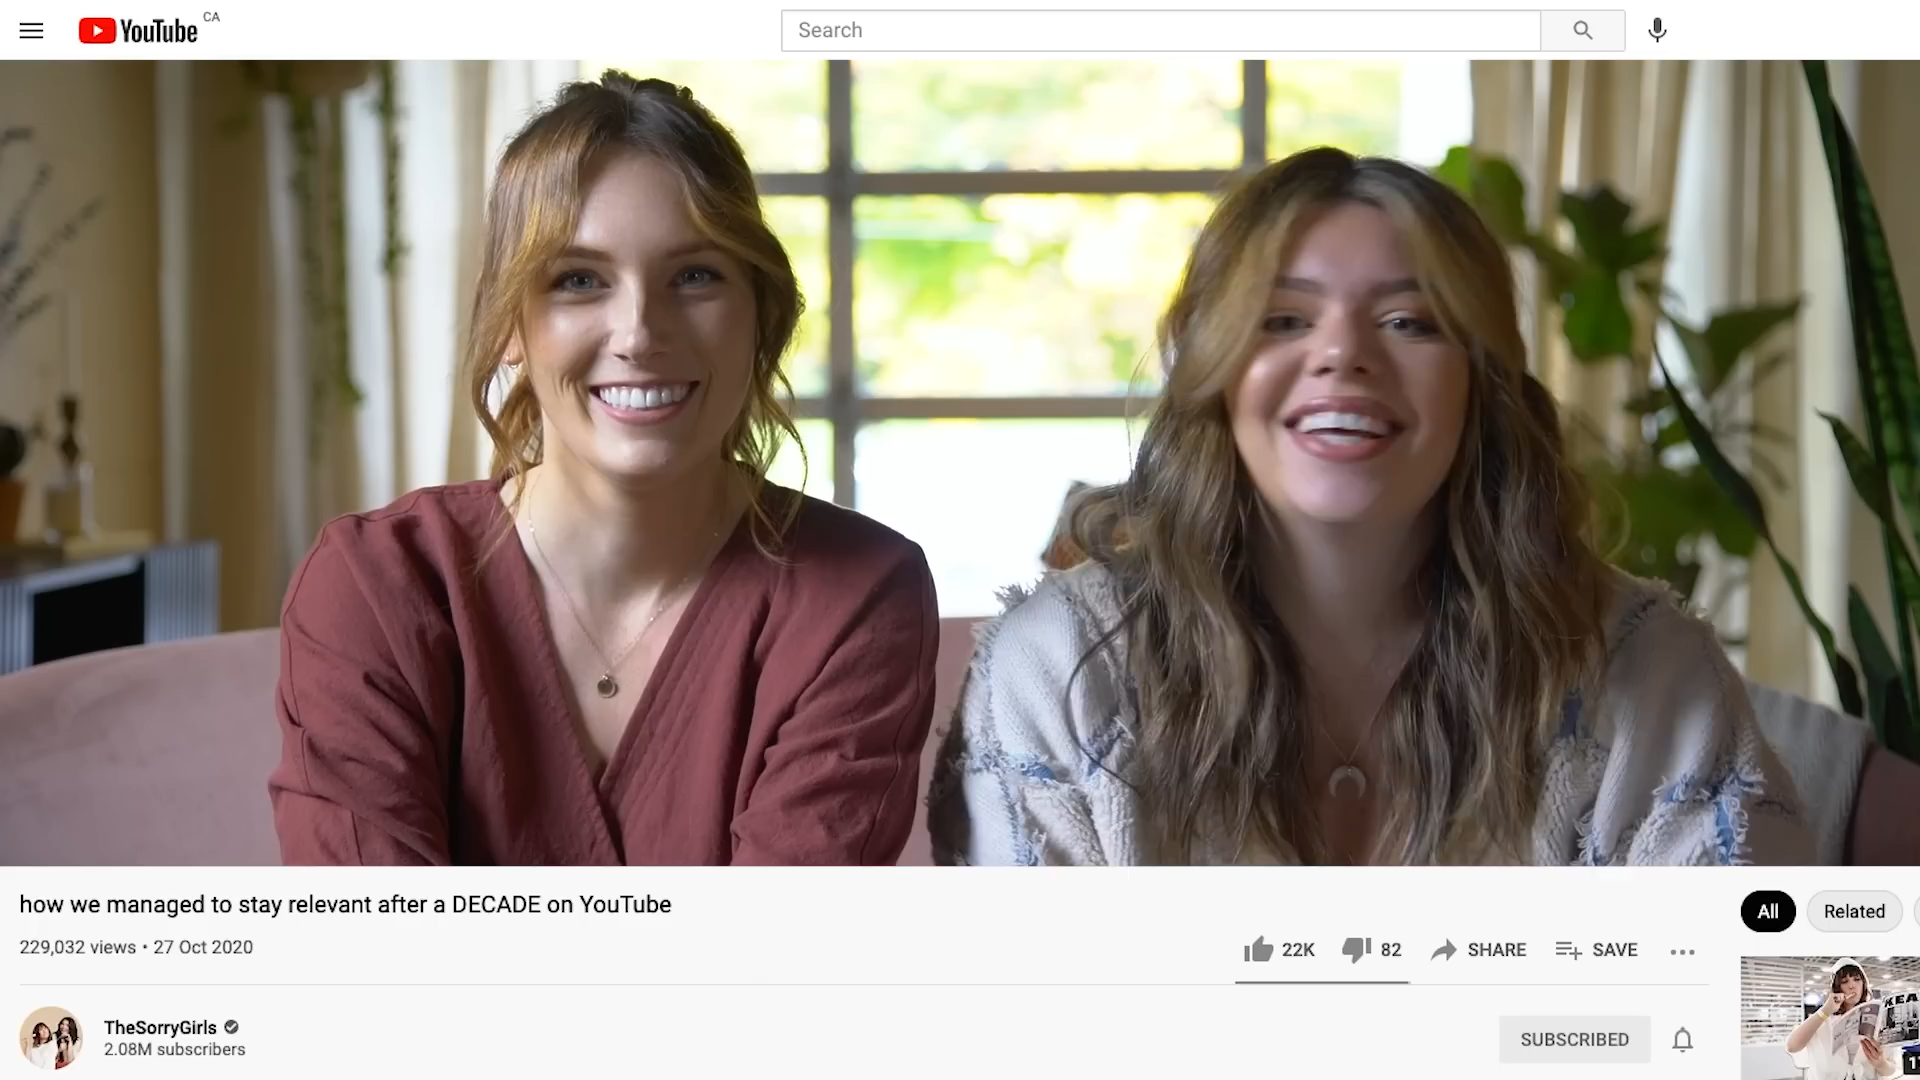 YouTube CA
Search
how we managed to stay relevant after a DECADE on YouTube
229,032 views • 27 Oct 2020
22K 82 SHARE SAVE
All Related
TheSorryGirls
2.08M subscribers
SUBSCRIBED